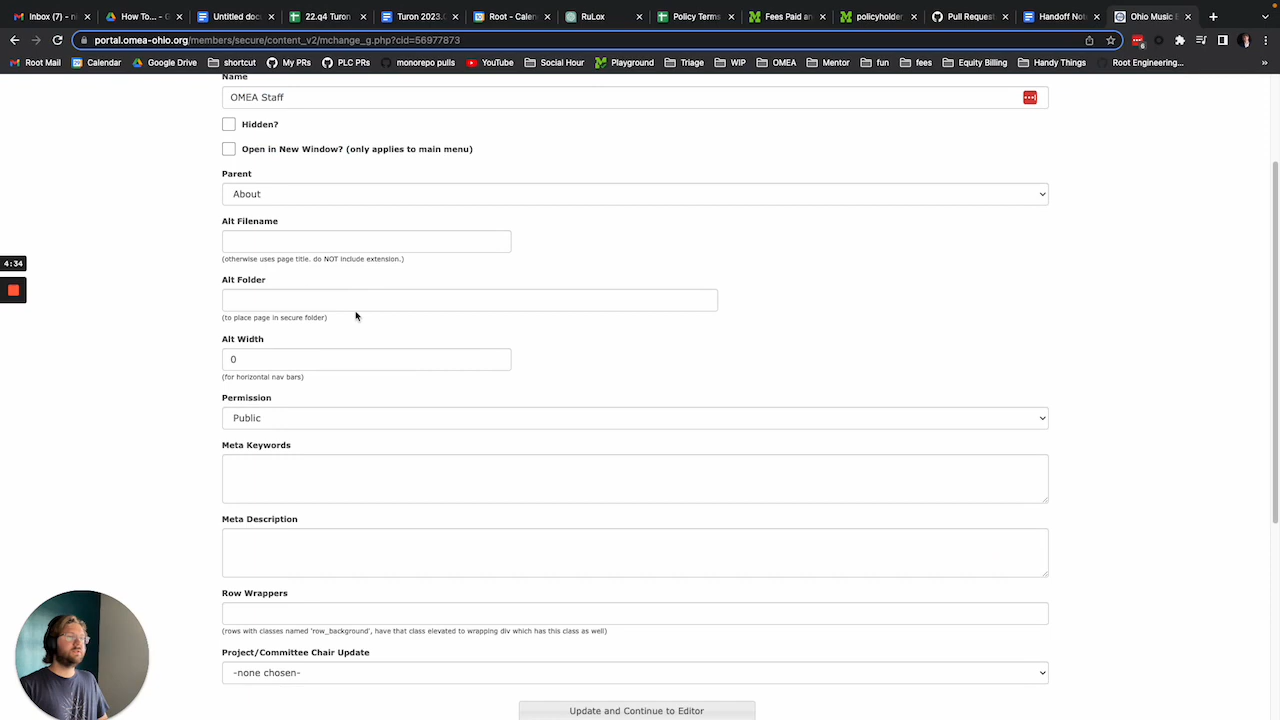 Inbox (7) - ni
How To... - G
Untitled docu
22.q4 Turon
Turon 2023.
Root - Calen
RuLox
Policy Terms
Fees Paid an
policyholder
Pull Request
Handoff Note
Ohio Music E
portal.omea-ohio.org/members/secure/content_v2/mchange_g.php?cid=56977873
Root Mail
Calendar
Google Drive
shortcut
My PRs
PLC PRs
monorepo pulls
YouTube
Social Hour
Playground
Triage
WIP
OMEA
Mentor
fun
fees
Equity Billing
Handy Things
Root Engineering...
Name
OMEA Staff
Hidden?
Open in New Window? (only applies to main menu)
Parent
About
Alt Filename
(otherwise uses page title. do NOT include extension.)
4:34
Alt Folder
(to place page in secure folder)
Alt Width
0
(for horizontal nav bars)
Permission
Public
Meta Keywords
Meta Description
Row Wrappers
(rows with classes named 'row_background', have that class elevated to wrapping div which has this class as well)
Project/Committee Chair Update
-none chosen-
Update and Continue to Editor